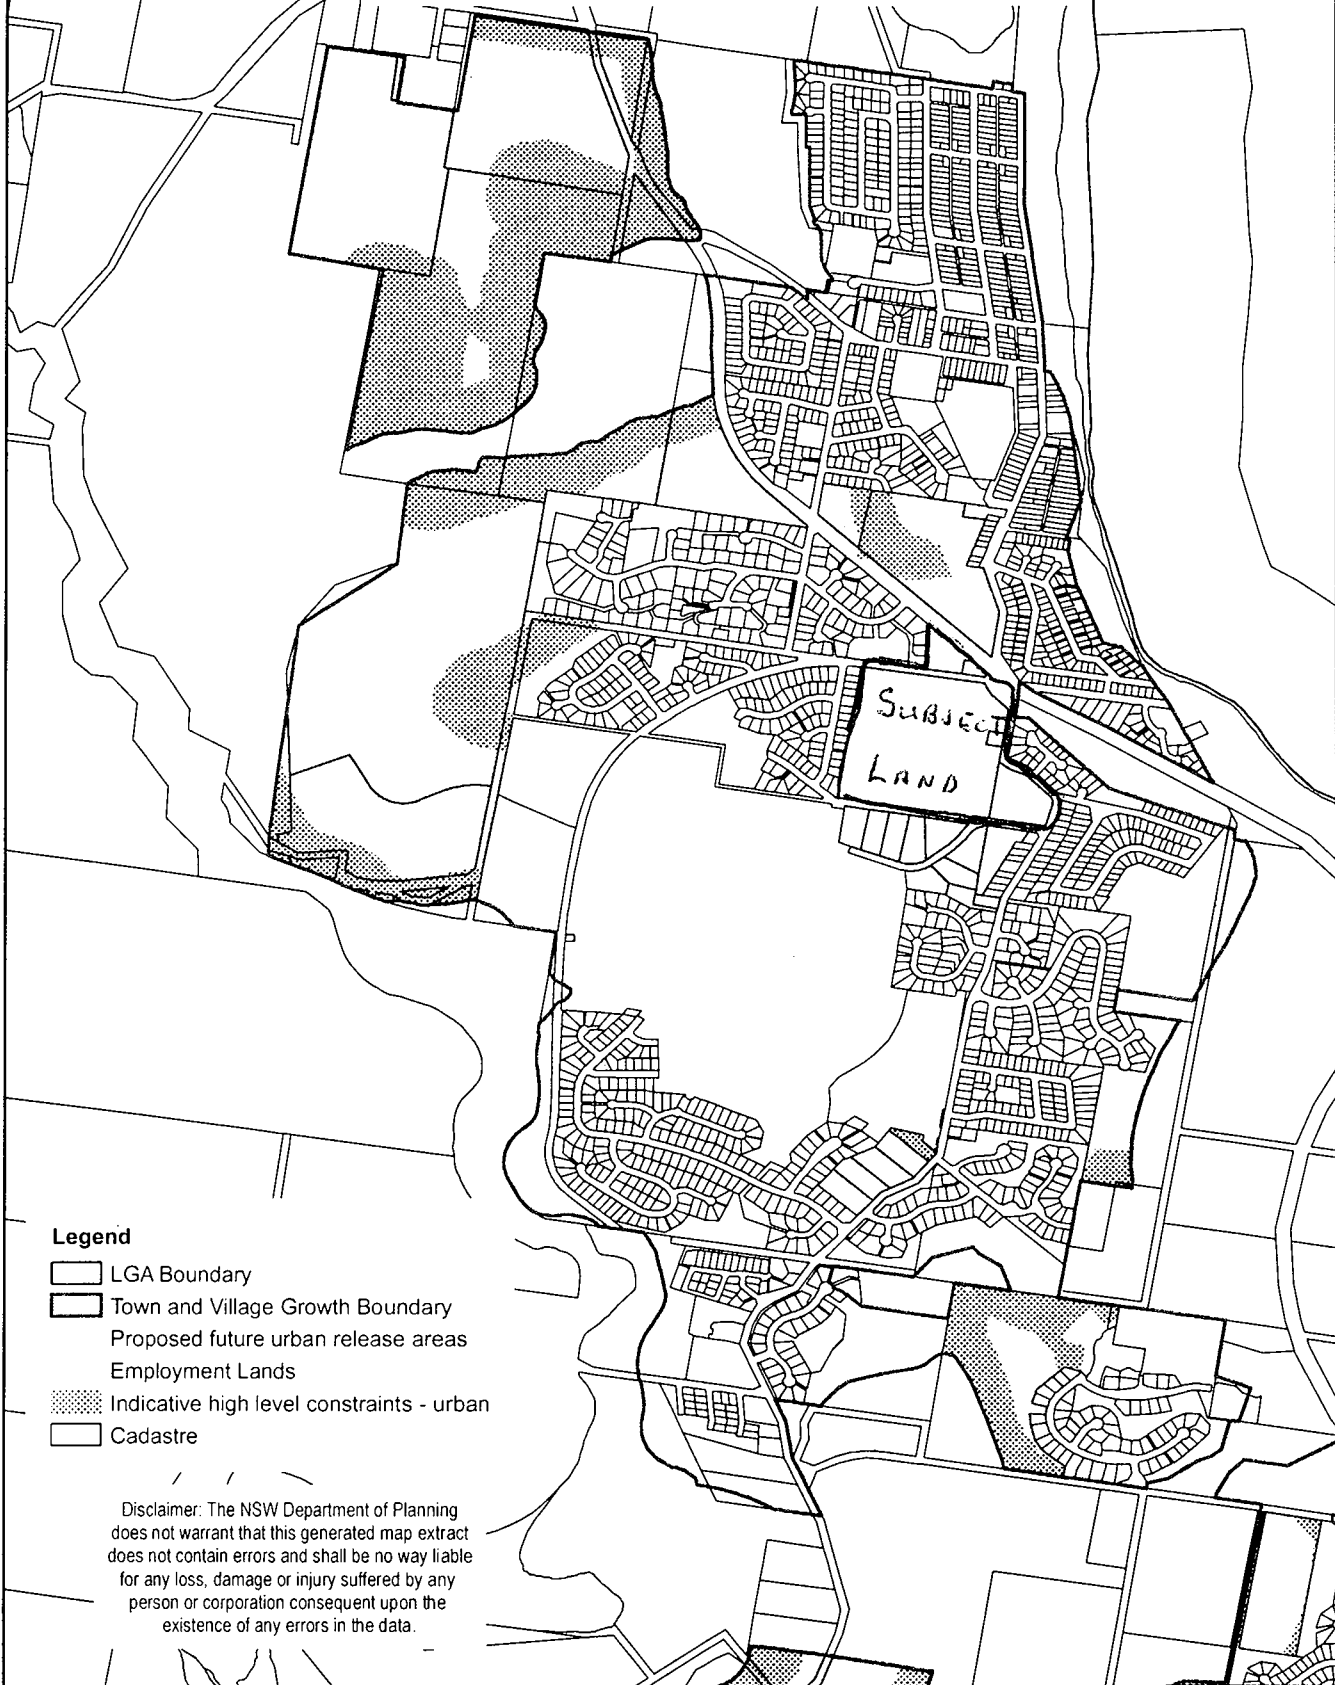 SUBJECT
LAND
Legend
LGA Boundary
Town and Village Growth Boundary
Proposed future urban release areas
Employment Lands
Indicative high level constraints - urban
Cadastre
Disclaimer: The NSW Department of Planning
does not warrant that this generated map extract
does not contain errors and shall be no way liable
for any loss, damage or injury suffered by any
person or corporation consequent upon the
existence of any errors in the data.